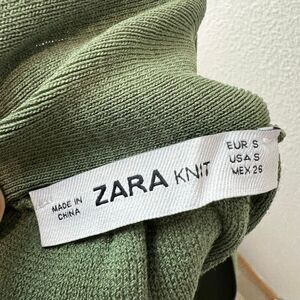 MADE IN
CHINA
ZARA KNIT
EUR S
USA S
MEX 26